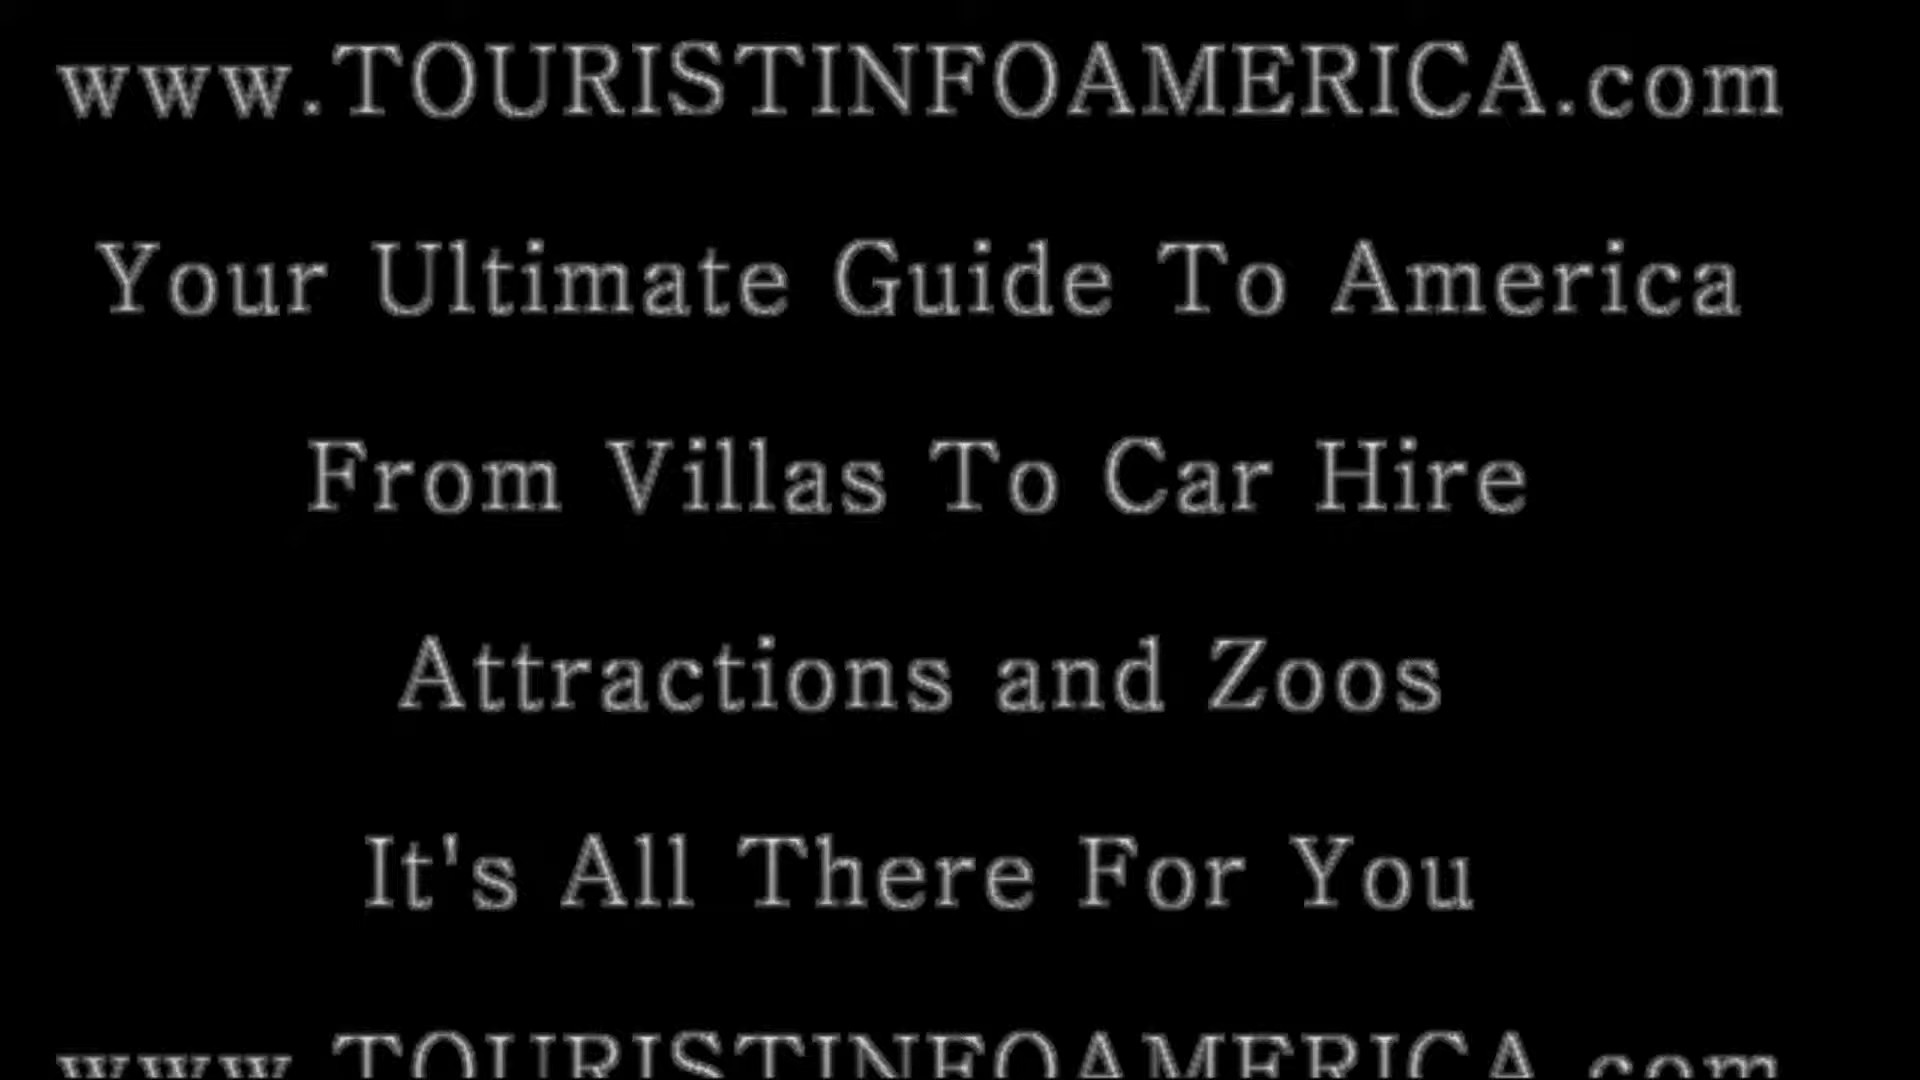 www.TOURISTINFOAMERICA.com
Your Ultimate Guide To America
From Villas To Car Hire
Attractions and Zoos
It's All There For You
www.TOURISTINFOAMERICA.com